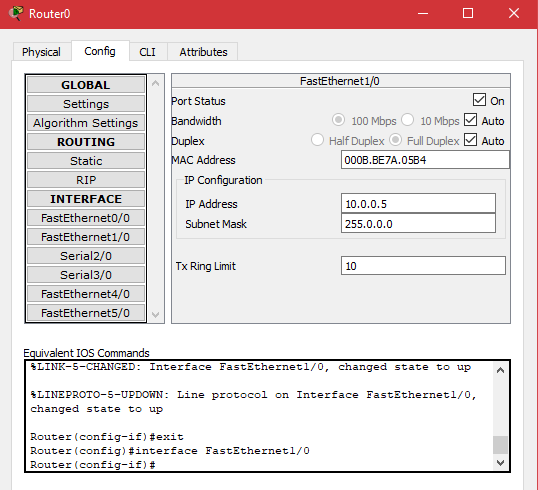 Router0
Physical Config CLI Attributes
GLOBAL
Settings
Algorithm Settings
ROUTING
Static
RIP
INTERFACE
FastEthernet0/0
FastEthernet1/0
Serial2/0
Serial3/0
FastEthernet4/0
FastEthernet5/0
FastEthernet1/0
Port Status On
Bandwidth 100 Mbps 10 Mbps Auto
Duplex Half Duplex Full Duplex Auto
MAC Address 000B.BE7A.05B4
IP Configuration
IP Address 10.0.0.5
Subnet Mask 255.0.0.0
Tx Ring Limit 10
Equivalent IOS Commands
%LINK-5-CHANGED: Interface FastEthernet1/0, changed state to up
%LINEPROTO-5-UPDOWN: Line protocol on Interface FastEthernet1/0,
changed state to up
Router(config-if)#exit
Router(config)#interface FastEthernet1/0
Router(config-if)#